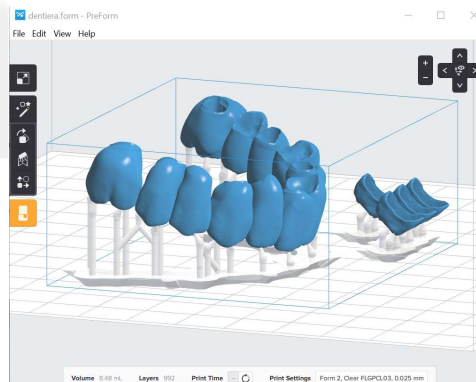 dentiera.form - PreForm
File Edit View Help
Volume 8.48 mL Layers 992 Print Time -- Print Settings Form 2, Clear FLGPCL03, 0.025 mm